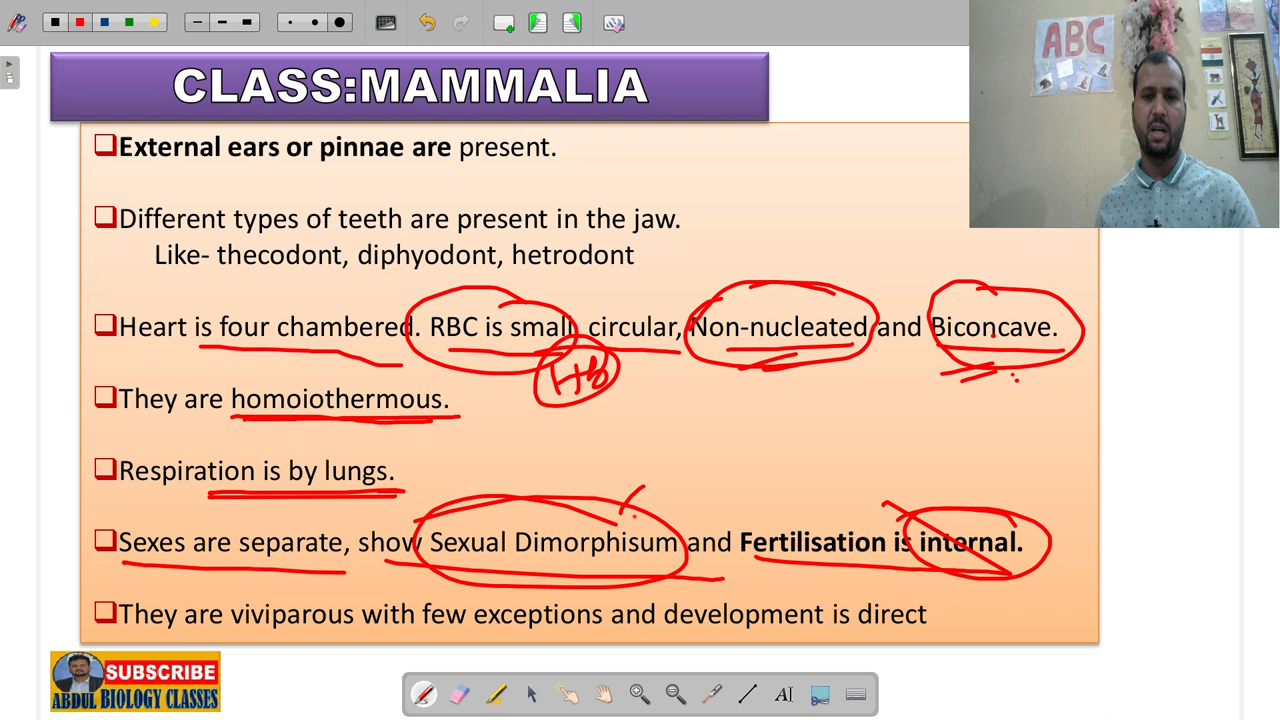 ABC
CLASS:MAMMALIA
External ears or pinnae are present.
Different types of teeth are present in the jaw.
Like- thecodont, diphyodont, hetrodont
Heart is four chambered. RBC is small, circular, Non-nucleated and Biconcave.
Hb
They are homoiothermous.
Respiration is by lungs.
Sexes are separate, show Sexual Dimorphisum and Fertilisation is internal.
They are viviparous with few exceptions and development is direct
SUBSCRIBE
ABDUL BIOLOGY CLASSES
AI